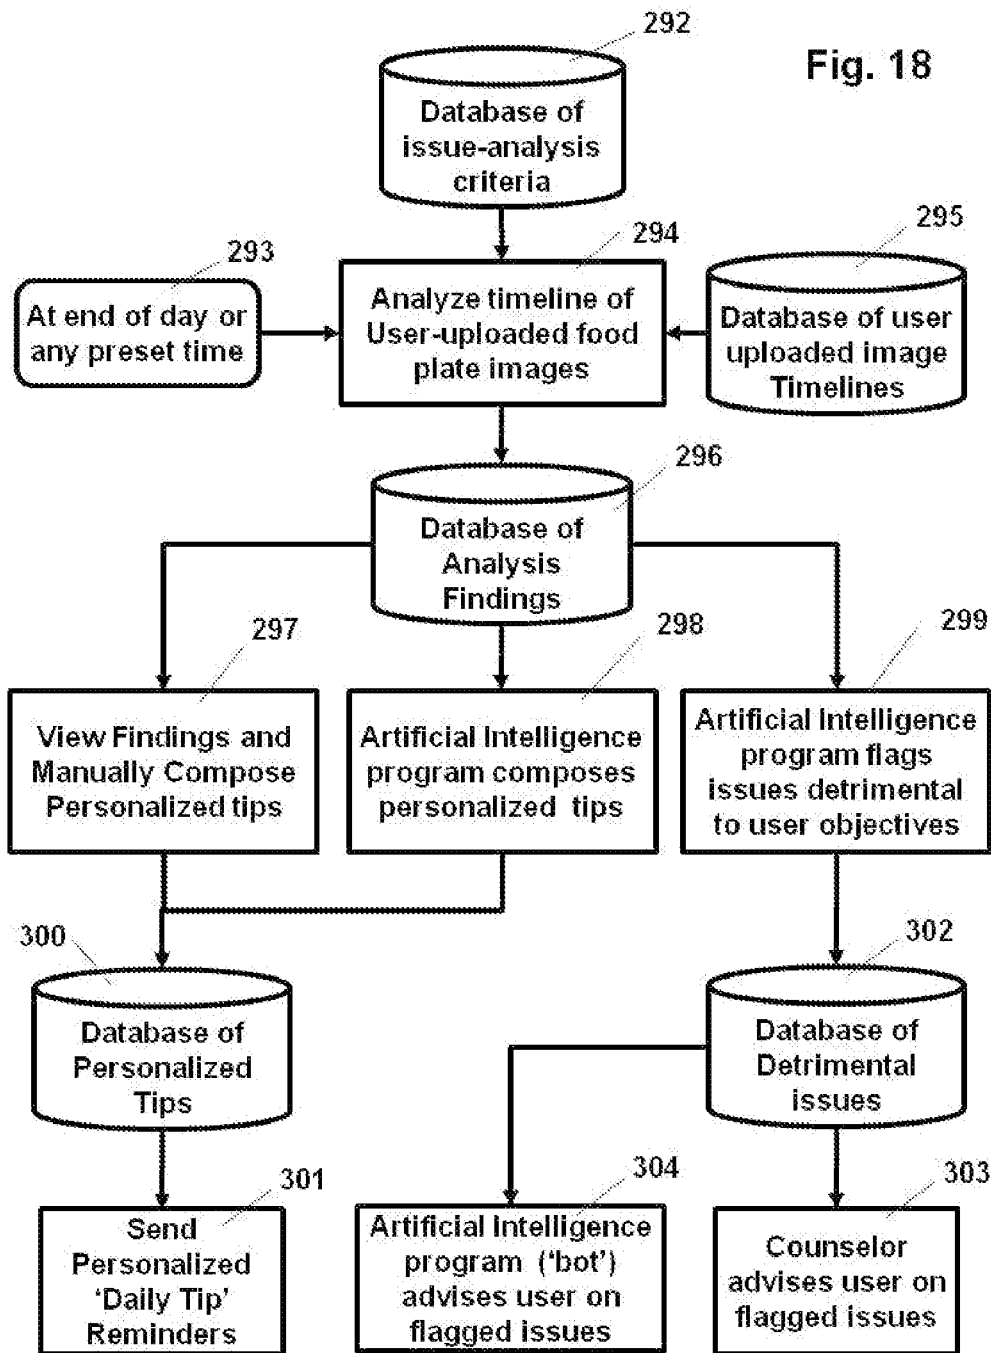 292
Fig. 18
Database of
issue-analysis
criteria
293
294
295
At end of day or
any preset time
Analyze timeline of
User-uploaded food
plate images
Database of user
uploaded image
Timelines
296
Database of
Analysis
Findings
297
298
299
View Findings and
Manually Compose
Personalized tips
Artificial Intelligence
program composes
personalized tips
Artificial Intelligence
program flags
issues detrimental
to user objectives
300
302
Database of
Personalized
Tips
Database of
Detrimental
issues
301
304
303
Send
Personalized
‘Daily Tip’
Reminders
Artificial Intelligence
program (‘bot’)
advises user on
flagged issues
Counselor
advises user on
flagged issues